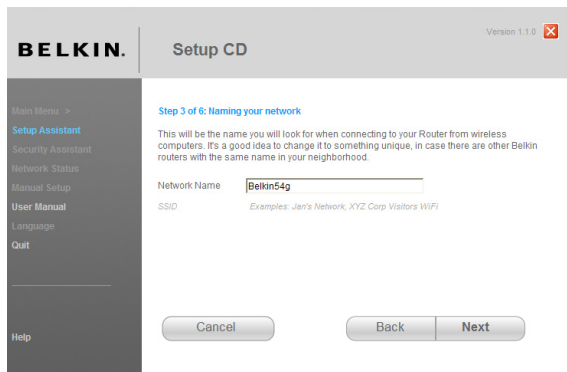 Version 1.1.0
BELKIN.
Setup CD
Main Menu >
Setup Assistant
Security Assistant
Network Status
Manual Setup
User Manual
Language
Quit
Help
Step 3 of 6: Naming your network
This will be the name you will look for when connecting to your Router from wireless
computers. It's a good idea to change it to something unique, in case there are other Belkin
routers with the same name in your neighborhood.
Network Name Belkin54g
SSID Examples: Jan's Network, XYZ Corp Visitors WiFi
Cancel Back Next